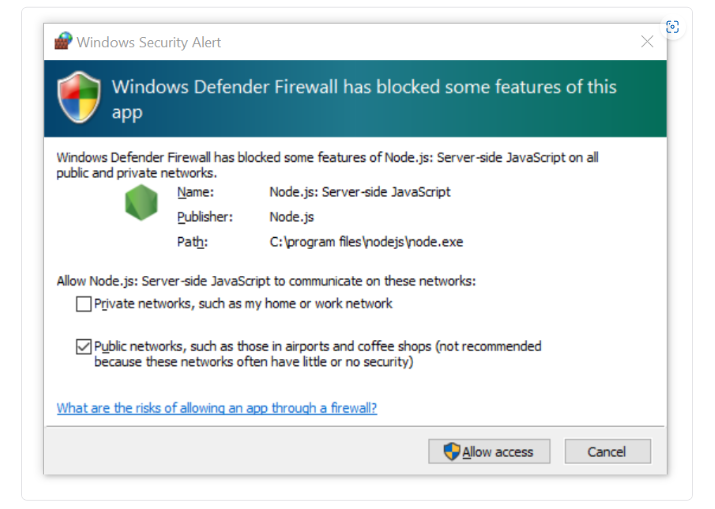 Windows Security Alert
Windows Defender Firewall has blocked some features of this
app
Windows Defender Firewall has blocked some features of Node.js: Server-side JavaScript on all
public and private networks.
Name: Node.js: Server-side JavaScript
Publisher: Node.js
Path: C:\program files\nodejs\node.exe
Allow Node.js: Server-side JavaScript to communicate on these networks:
Private networks, such as my home or work network
Public networks, such as those in airports and coffee shops (not recommended
because these networks often have little or no security)
What are the risks of allowing an app through a firewall?
Allow access Cancel